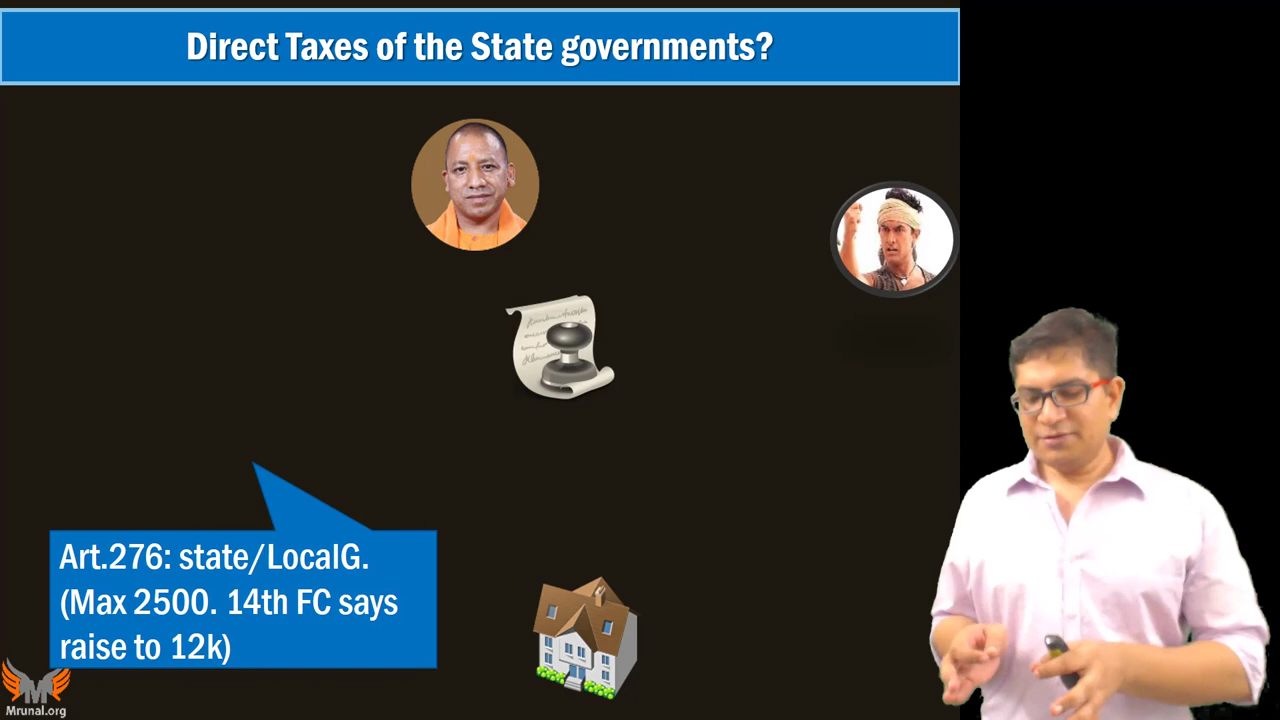 Direct Taxes of the State governments?
Art.276: state/LocalG.
(Max 2500. 14th FC says
raise to 12k)
Mrunal.org